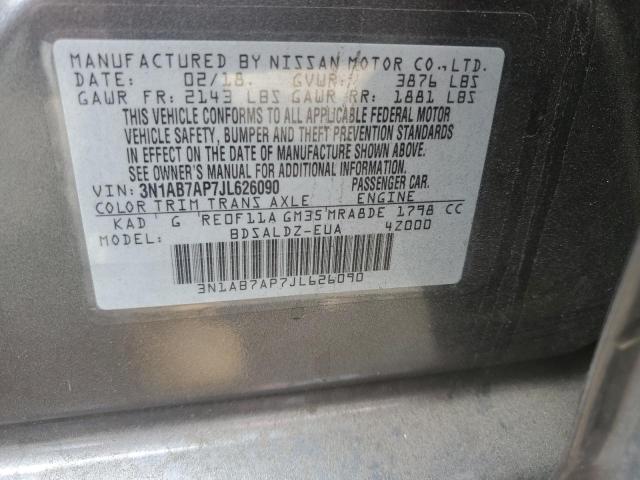 MANUFACTURED BY NISSAN MOTOR CO.,LTD.
DATE: 02/18. GVWR: 3876 LBS
GAWR FR: 2143 LBS GAWR RR: 1881 LBS
THIS VEHICLE CONFORMS TO ALL APPLICABLE FEDERAL MOTOR
VEHICLE SAFETY, BUMPER AND THEFT PREVENTION STANDARDS
IN EFFECT ON THE DATE OF MANUFACTURE SHOWN ABOVE.
SEE OWNER'S MANUAL FOR ADDITIONAL INFORMATION.
VIN: 3N1AB7AP7JL626090 PASSENGER CAR.
COLOR TRIM TRANS AXLE ENGINE
KAD G RE0F11A GM35 MRA8DE 1798 CC
MODEL: BDSALDZ-EUA 4Z000
3N1AB7AP7JL626090